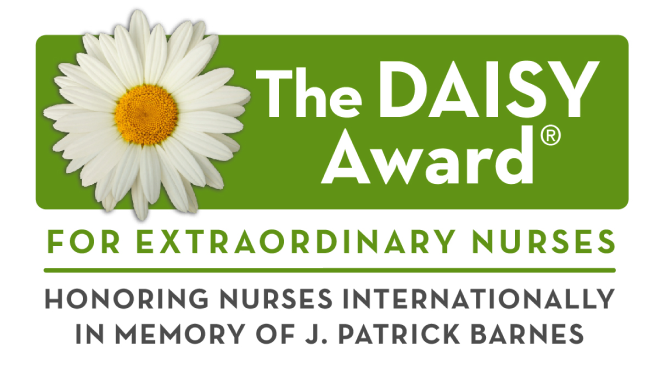 The DAISY
Award®
FOR EXTRAORDINARY NURSES
HONORING NURSES INTERNATIONALLY
IN MEMORY OF J. PATRICK BARNES